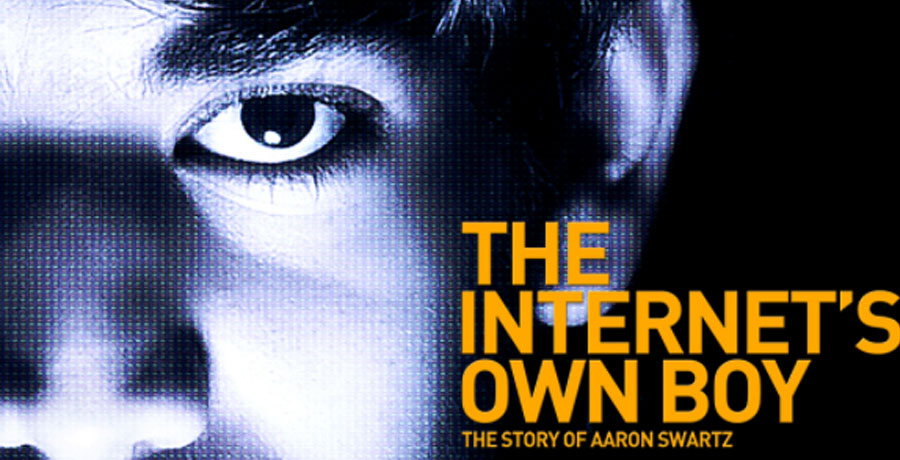 THE
INTERNET'S
OWN BOY
THE STORY OF AARON SWARTZ